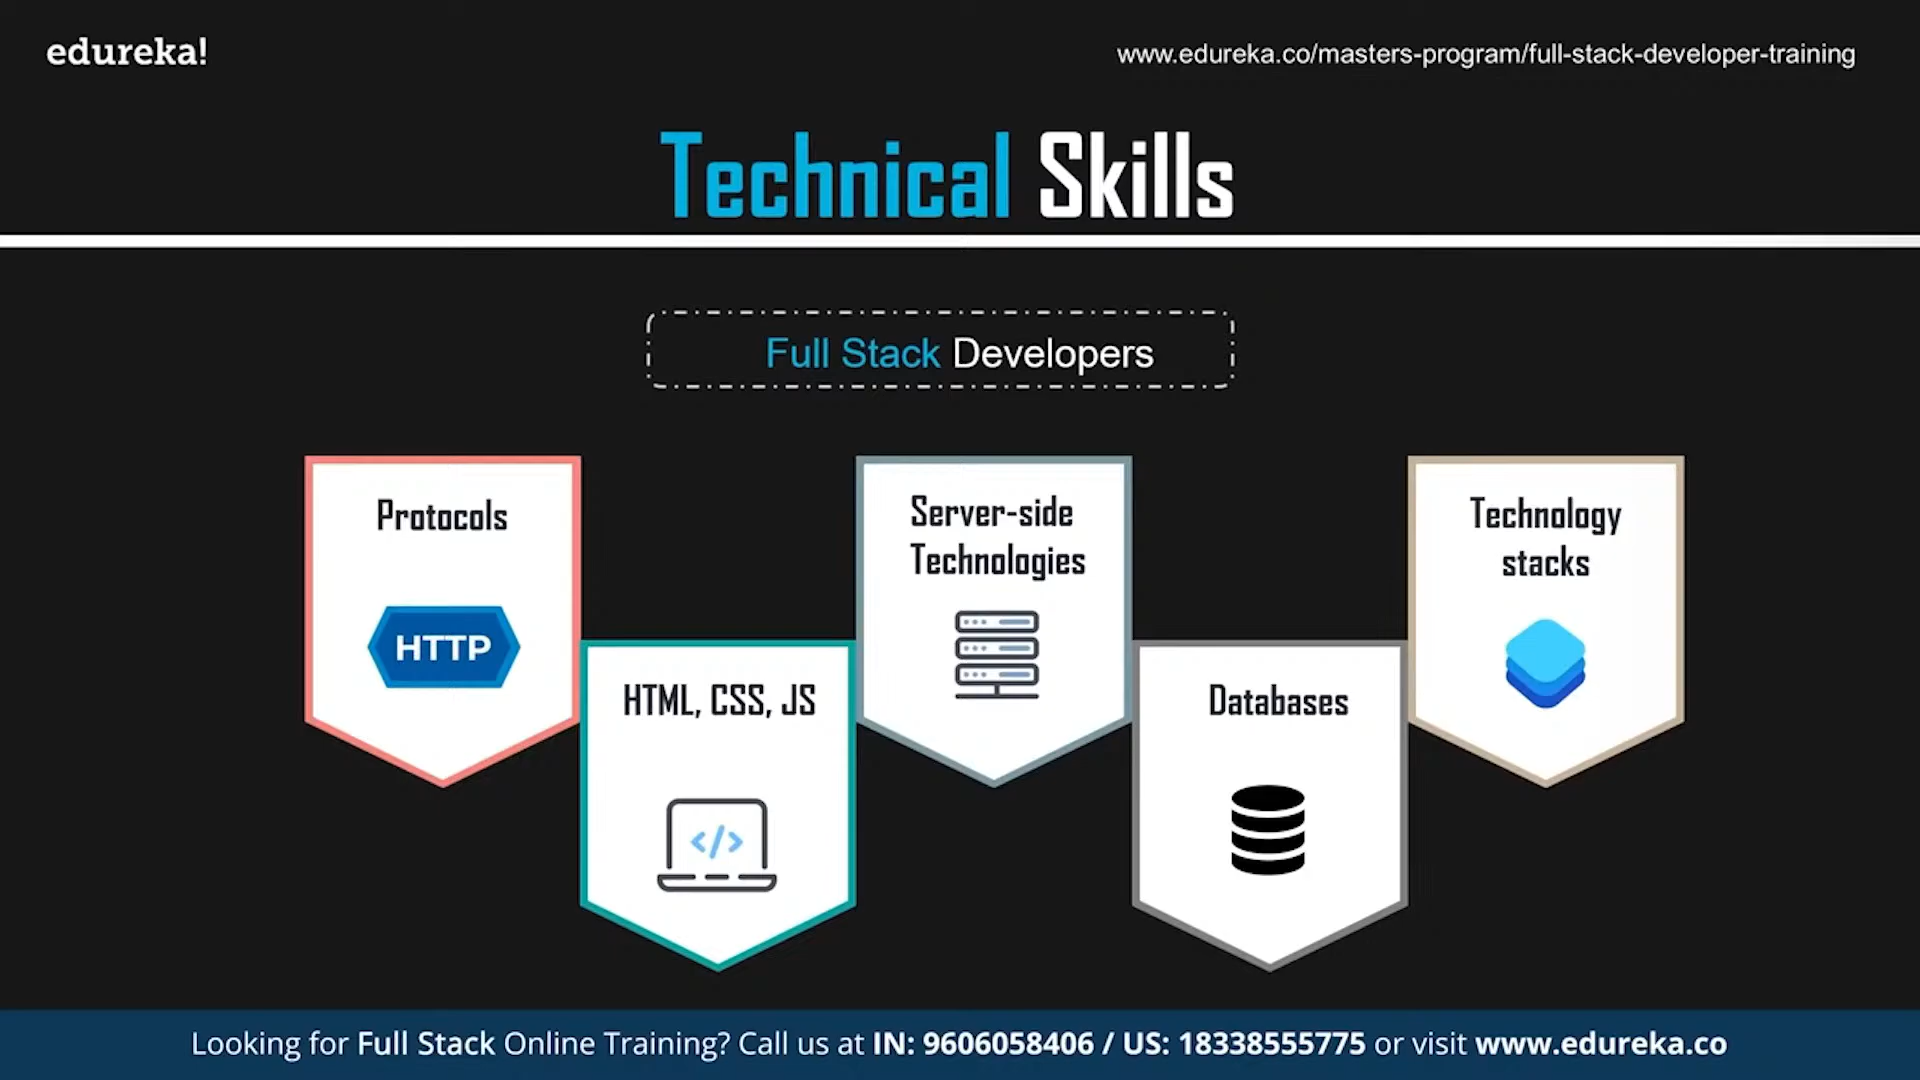 edureka!
www.edureka.co/masters-program/full-stack-developer-training
Technical Skills
Full Stack Developers
Protocols
HTTP
HTML, CSS, JS
</>
Server-side
Technologies
Databases
Technology
stacks
Looking for Full Stack Online Training? Call us at IN: 9606058406 / US: 18338555775 or visit www.edureka.co